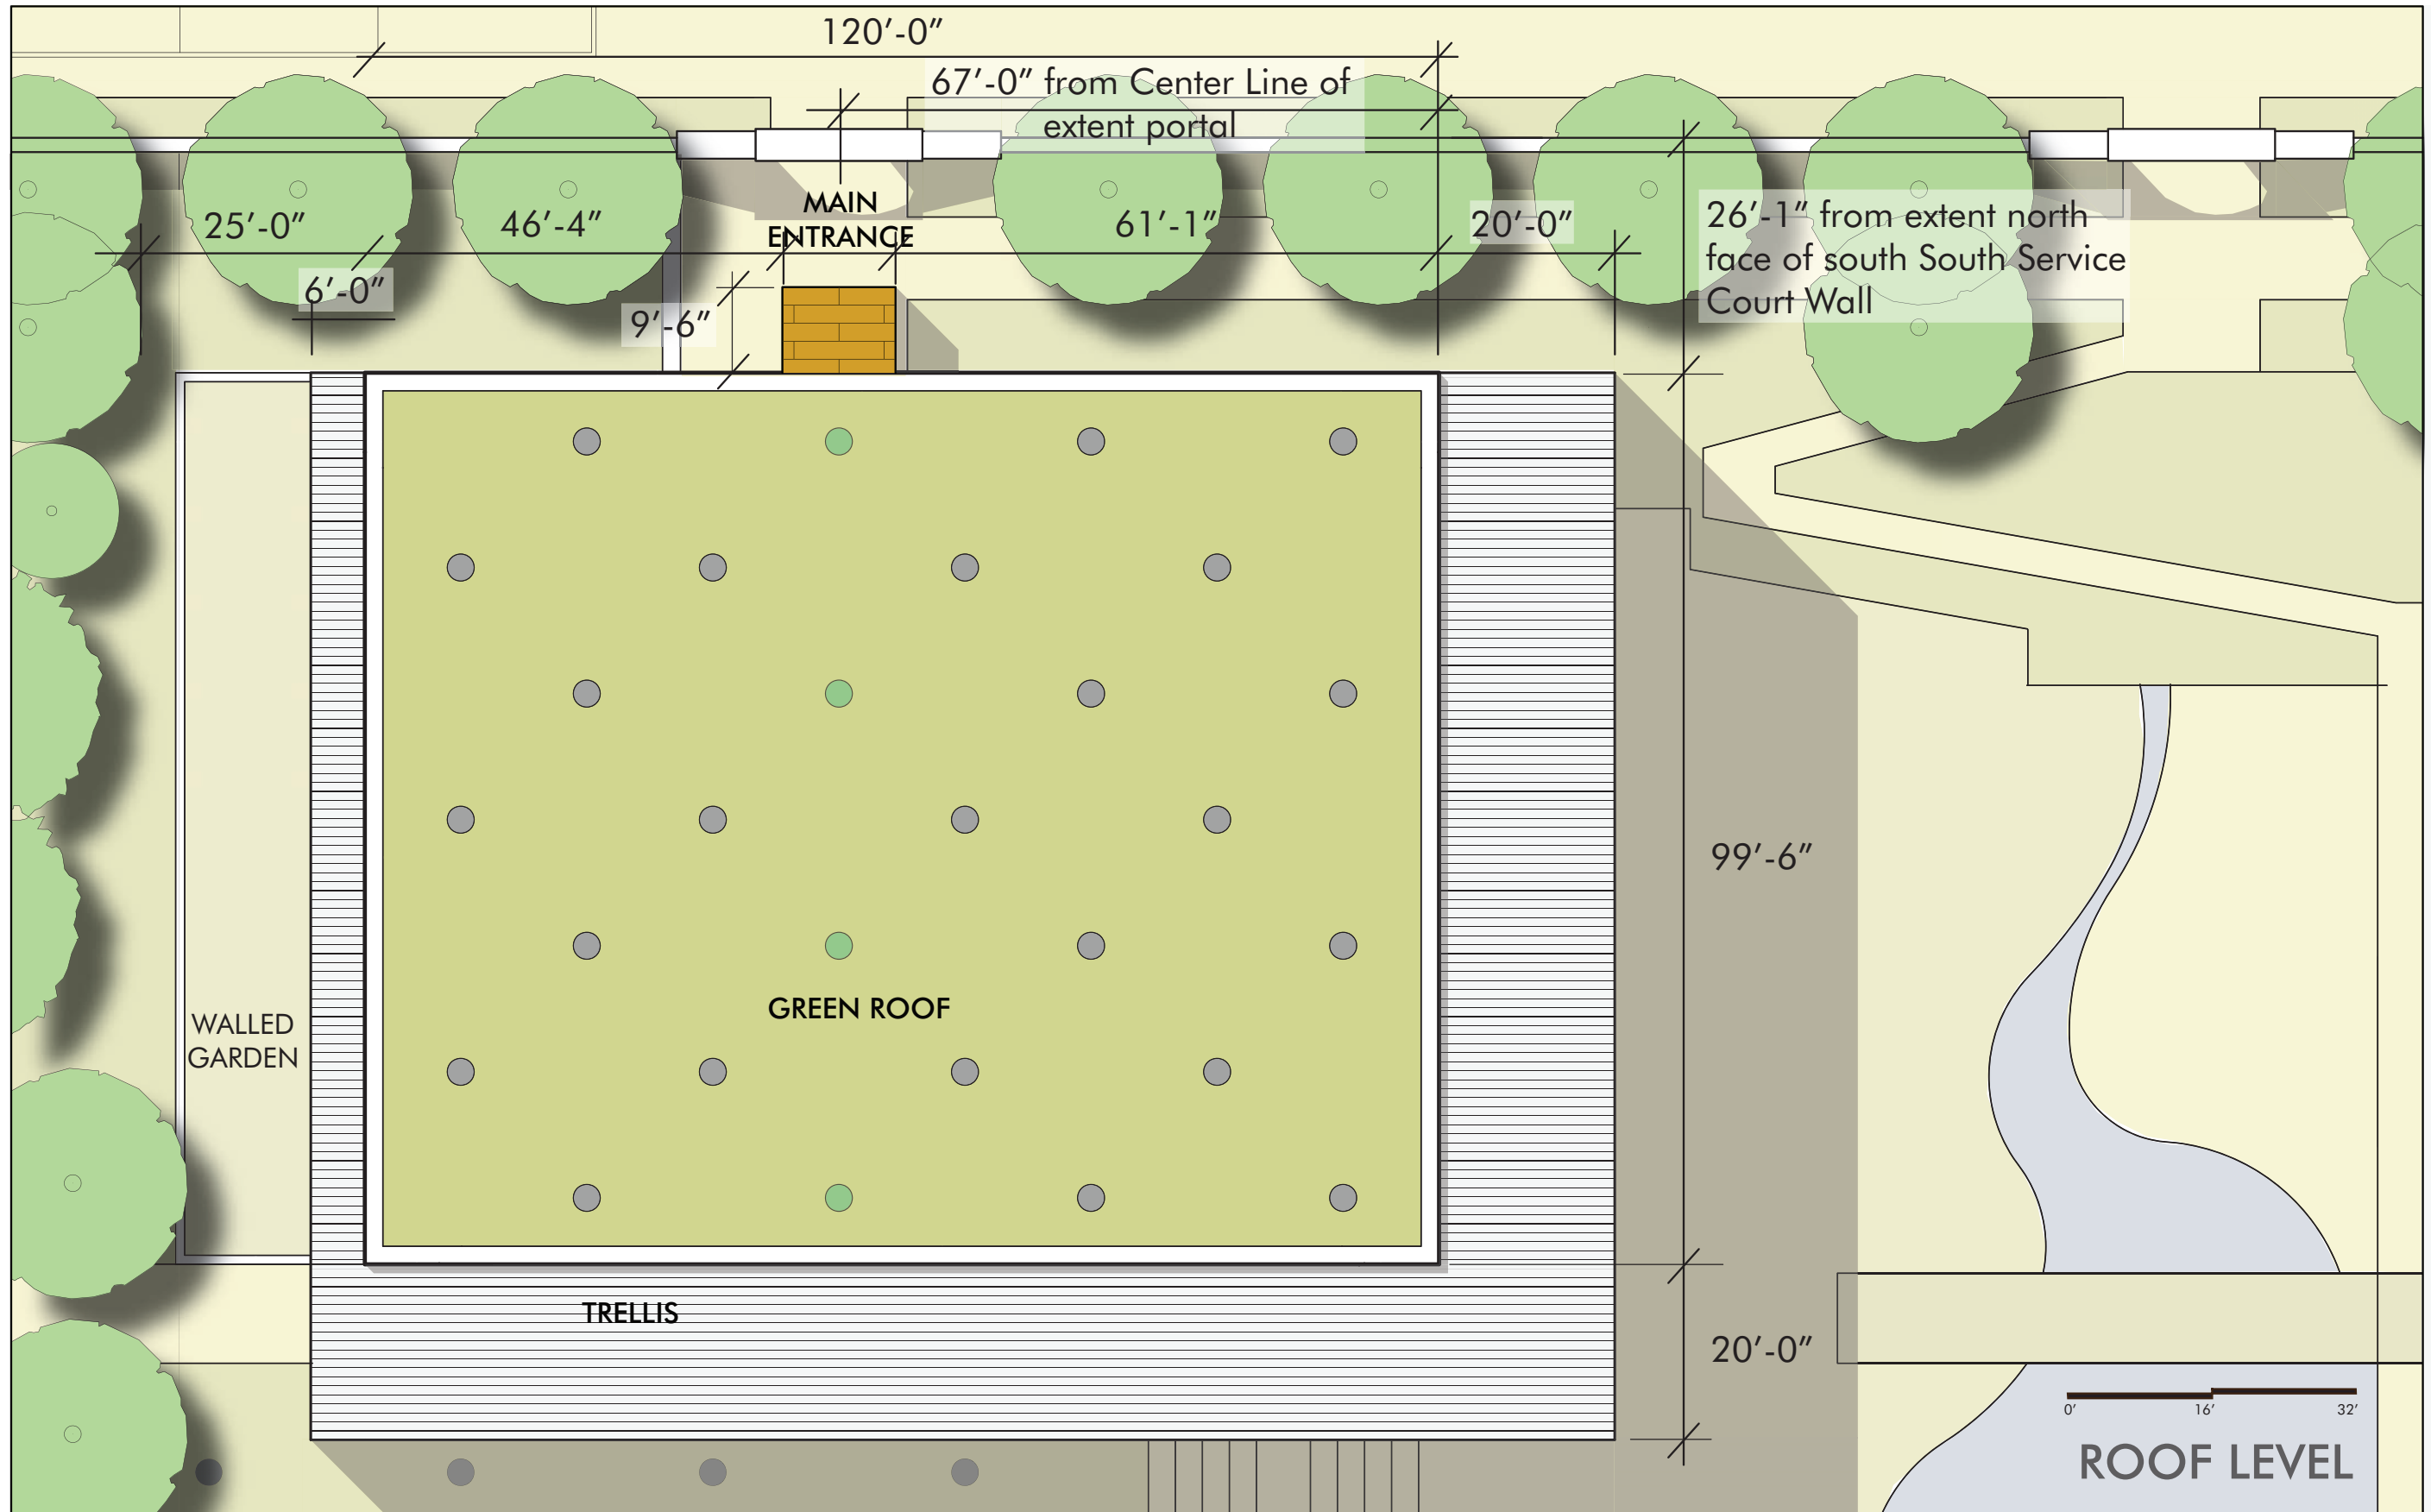 120’-0”
67’-0” from Center Line of
extent portal
MAIN
ENTRANCE
25’-0”
46’-4”
61’-1”
20’-0”
26’-1” from extent north
face of south South Service
Court Wall
6’-0”
9’-6”
99’-6”
GREEN ROOF
WALLED
GARDEN
TRELLIS
20’-0”
0’ 16’ 32’
ROOF LEVEL